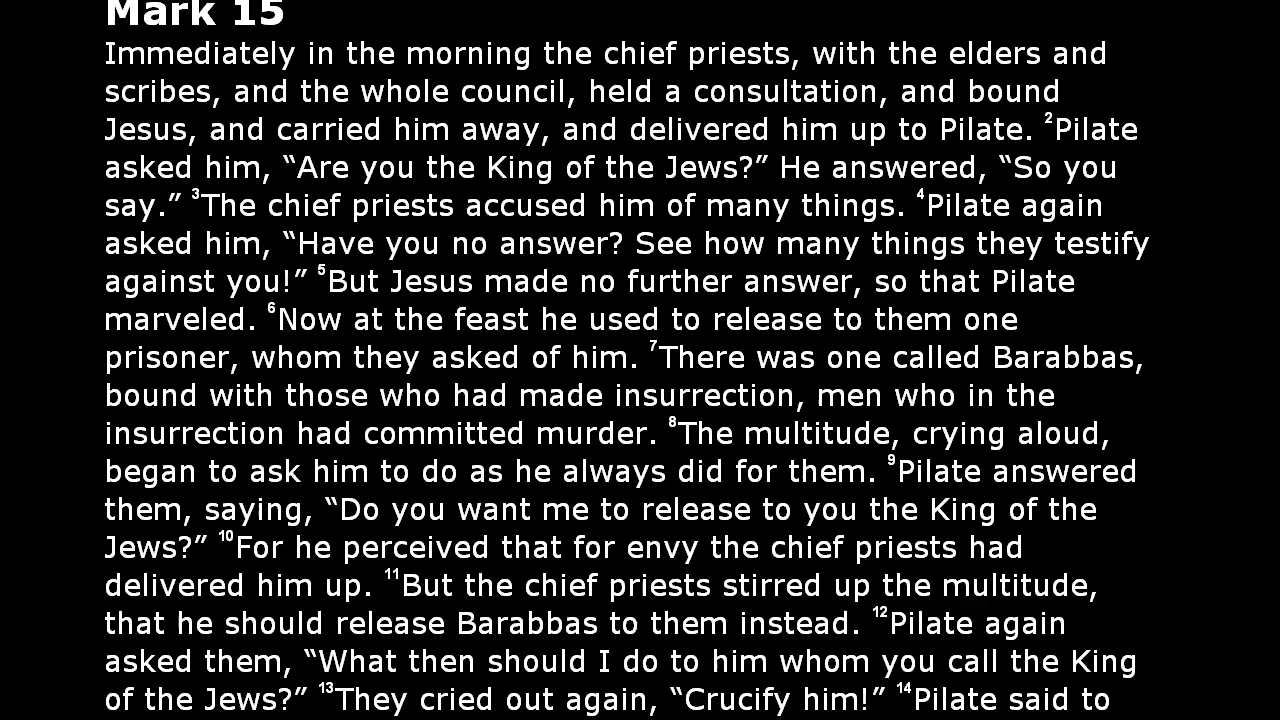 Mark 15
Immediately in the morning the chief priests, with the elders and
scribes, and the whole council, held a consultation, and bound
Jesus, and carried him away, and delivered him up to Pilate. ²Pilate
asked him, “Are you the King of the Jews?” He answered, “So you
say.” ³The chief priests accused him of many things. ⁴Pilate again
asked him, “Have you no answer? See how many things they testify
against you!” ⁵But Jesus made no further answer, so that Pilate
marveled. ⁶Now at the feast he used to release to them one
prisoner, whom they asked of him. ⁷There was one called Barabbas,
bound with those who had made insurrection, men who in the
insurrection had committed murder. ⁸The multitude, crying aloud,
began to ask him to do as he always did for them. ⁹Pilate answered
them, saying, “Do you want me to release to you the King of the
Jews?” ¹⁰For he perceived that for envy the chief priests had
delivered him up. ¹¹But the chief priests stirred up the multitude,
that he should release Barabbas to them instead. ¹²Pilate again
asked them, “What then should I do to him whom you call the King
of the Jews?” ¹³They cried out again, “Crucify him!” ¹⁴Pilate said to